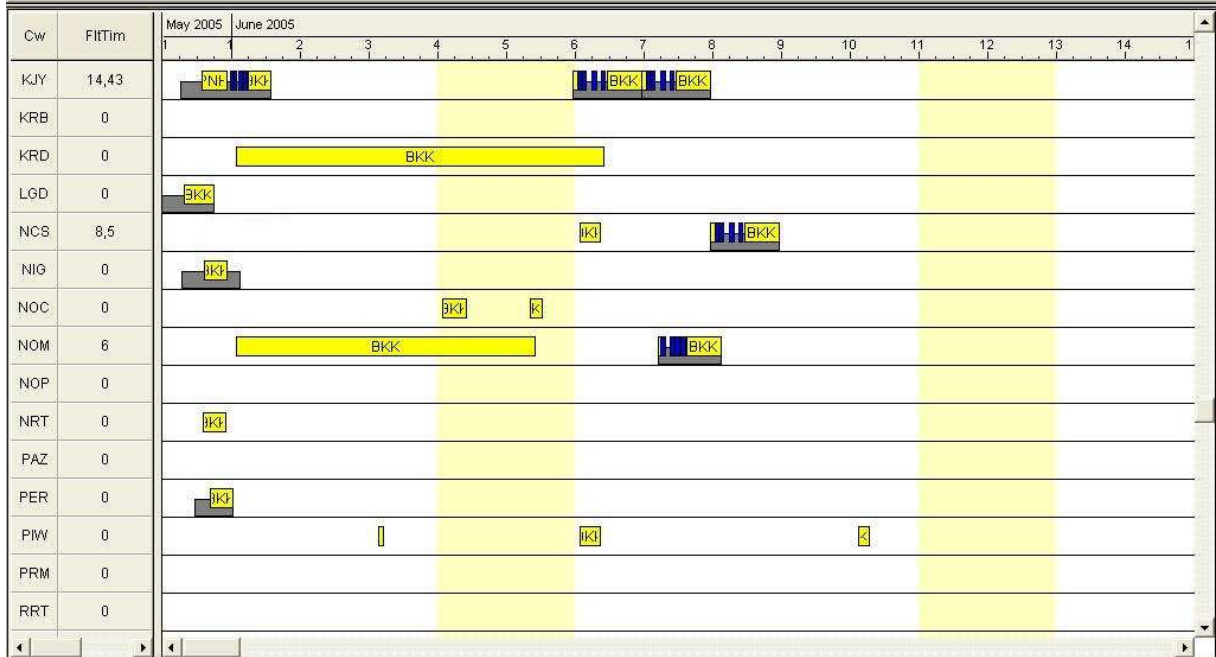 Cw FltTim May 2005 June 2005
1 1 2 3 4 5 6 7 8 9 10 11 12 13 14 1
KJY 14,43 BKK BKK
KRB 0
KRD 0 BKK
LGD 0 BKK
NCS 8,5 BKK
NIG 0
NOC 0
NOM 6 BKK BKK
NOP 0
NRT 0
PAZ 0
PER 0
PIW 0
PRM 0
RRT 0